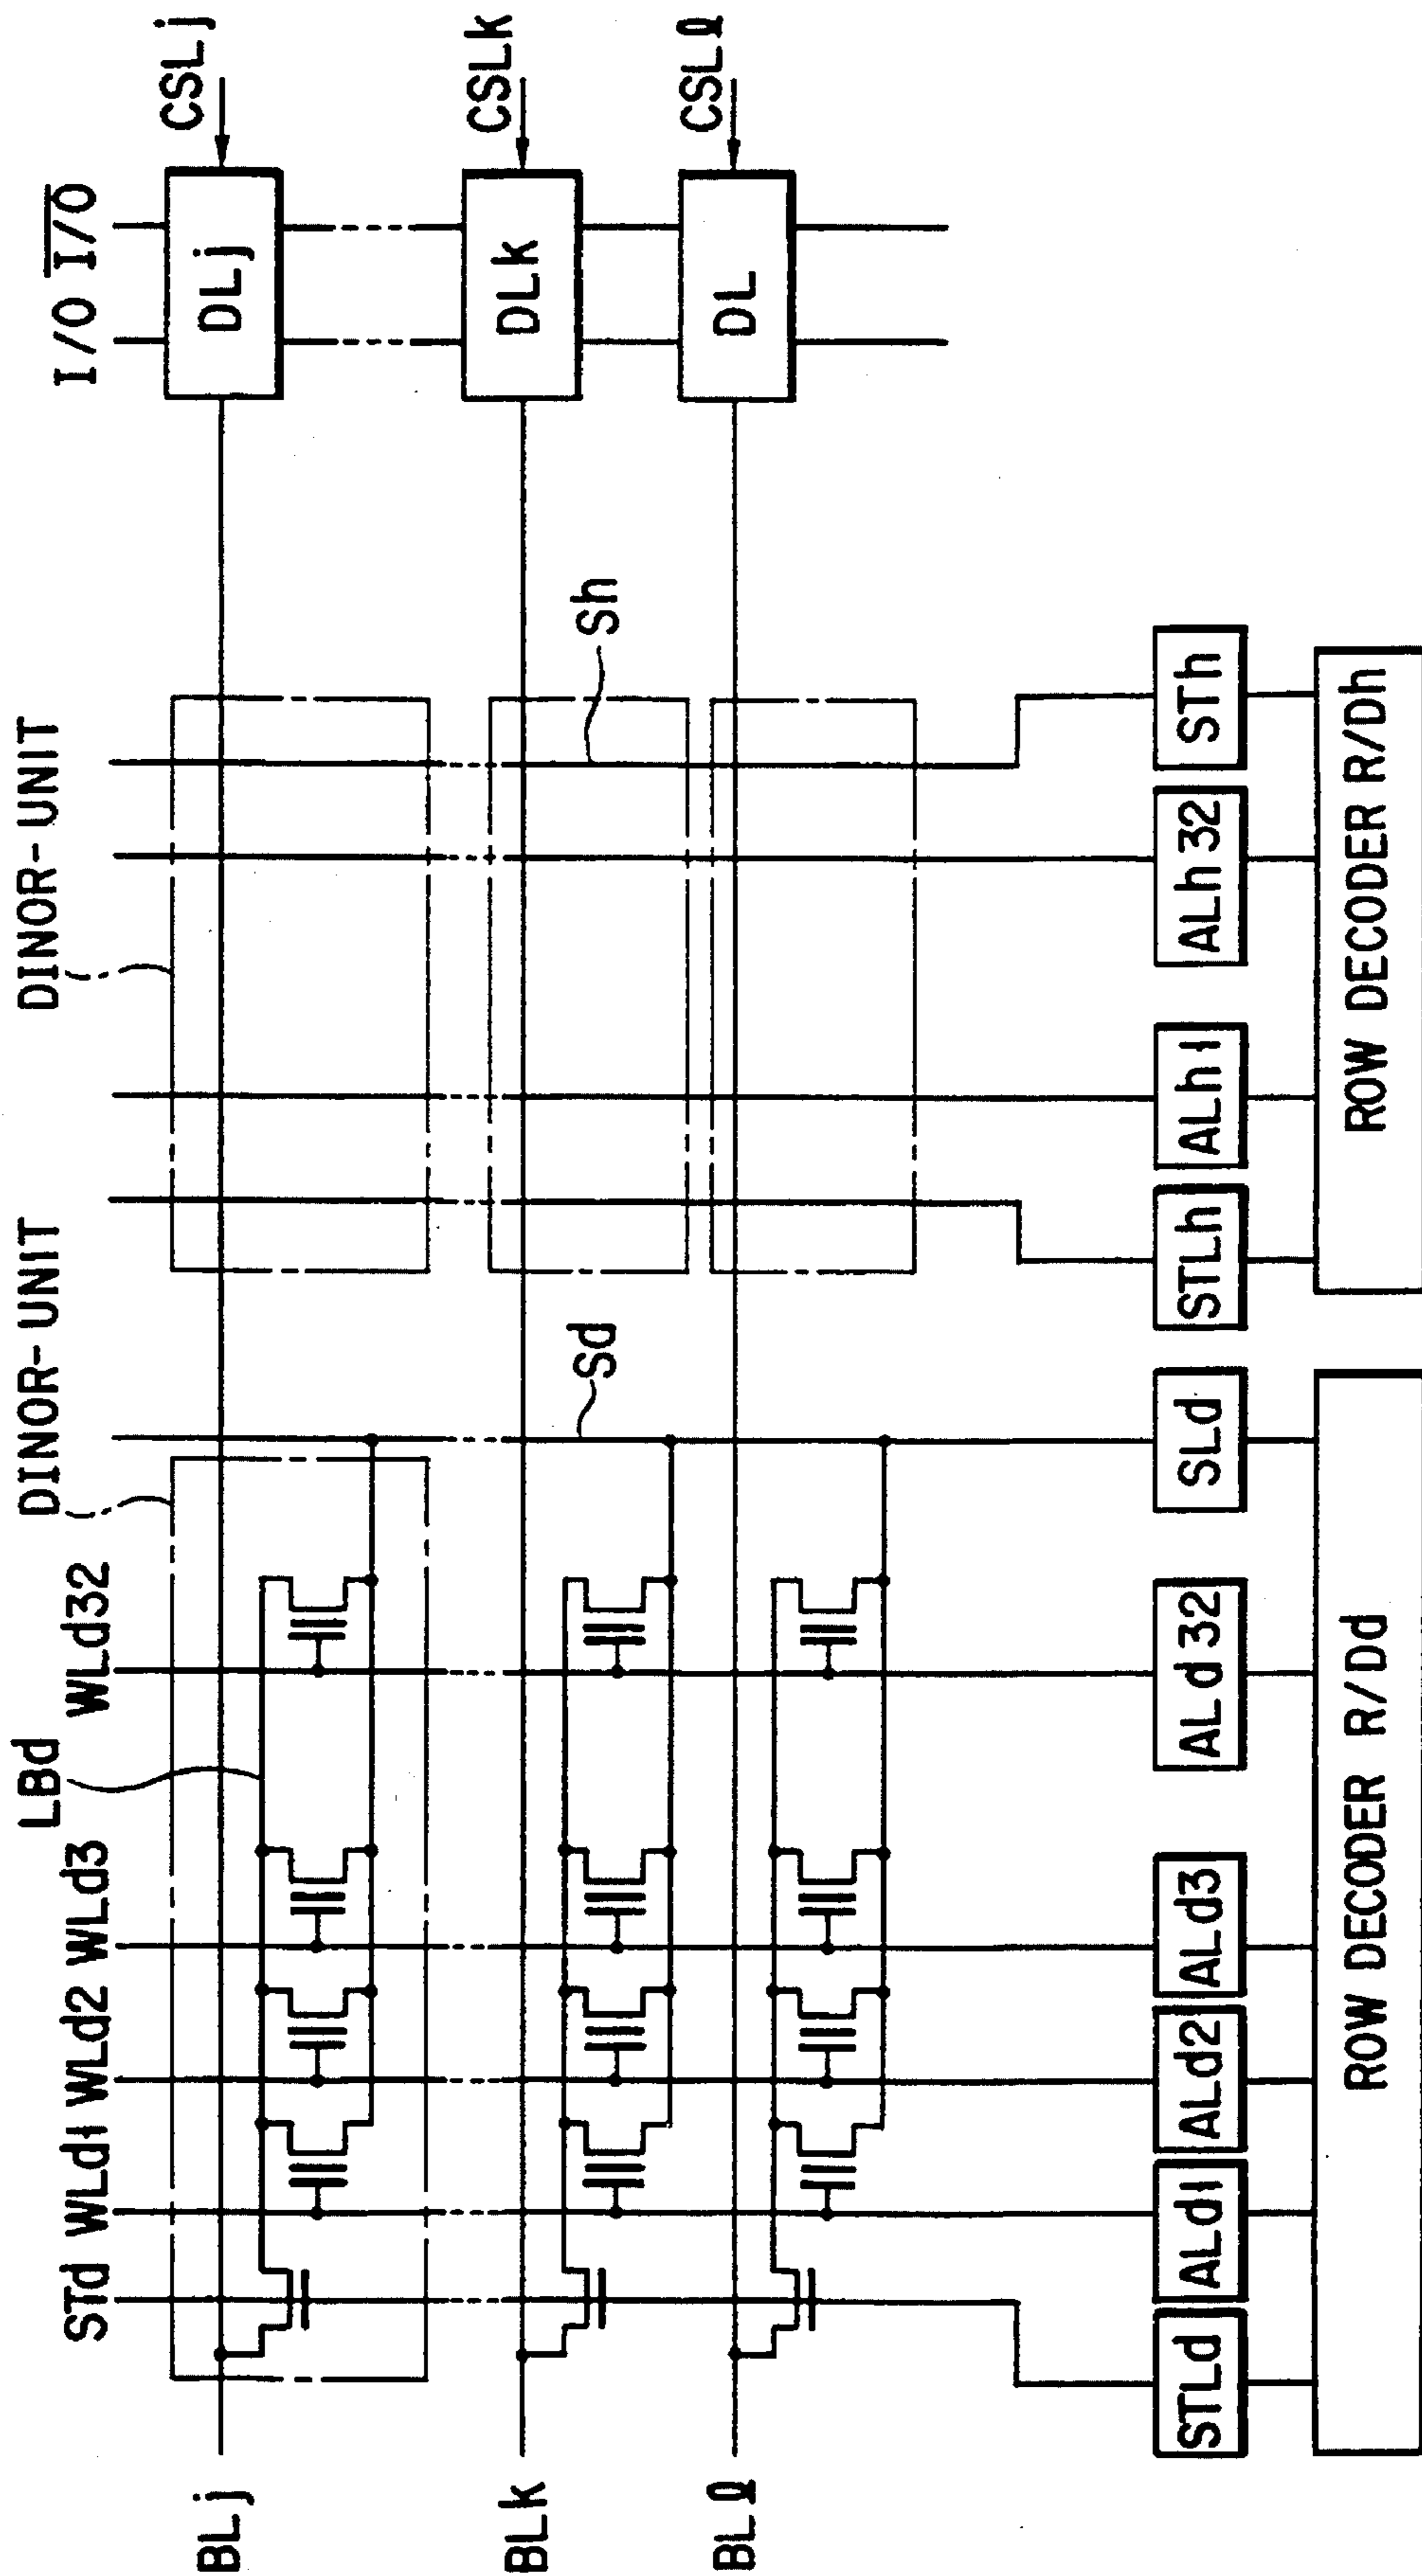 DINOR-UNIT DINOR-UNIT
LBd
STd WLd1 WLd2 WLd3 WLd32
I/O I/O
BLj DLj CSLj
Sd Sh
BLk DLk CSLk
BLℓ DL CSLℓ
STLd ALd1 ALd2 ALd3 ALd32 SLd STLh ALh1 ALh32 STh
ROW DECODER R/Dd ROW DECODER R/Dh